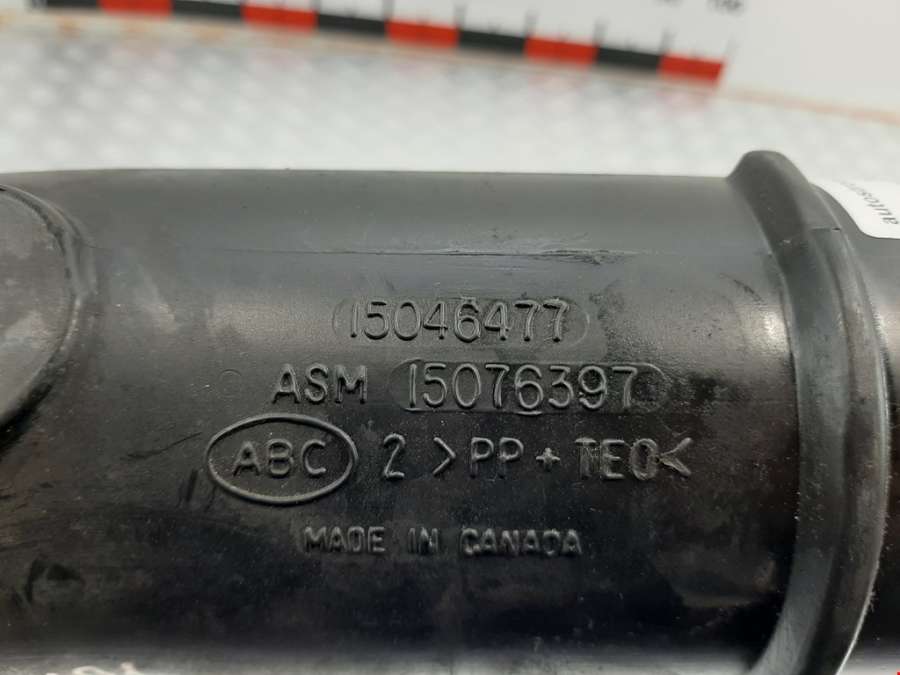 15046477
ASM 15076397
ABC 2 >PP + TEO<
MADE IN CANADA